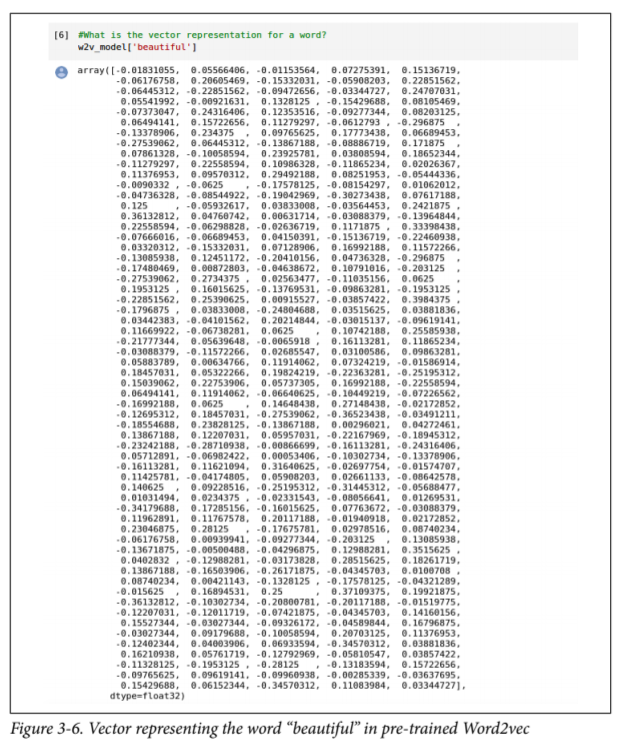 [6] #What is the vector representation for a word?
w2v_model['beautiful']
array([-0.01831055, 0.05566406, -0.01153564, 0.07275391, 0.15136719,
-0.06176758, 0.20605469, -0.15332031, -0.05908203, 0.22851562,
-0.06445312, -0.22851562, -0.09472656, -0.03344727, 0.24707031,
0.05541992, -0.00921631, 0.1328125 , -0.15429688, 0.08105469,
-0.07373047, 0.24316406, 0.12353516, -0.09277344, 0.08203125,
0.06494141, 0.15722656, 0.11279297, -0.0612793 , -0.296875 ,
-0.13378906, 0.234375 , 0.09765625, 0.17773438, 0.06689453,
-0.27539062, 0.06445312, -0.13867188, -0.08886719, 0.171875 ,
0.07861328, -0.10058594, 0.23925781, 0.03808594, 0.18652344,
-0.11279297, 0.22558594, 0.10986328, -0.11865234, 0.02026367,
0.11376953, 0.09570312, 0.29492188, 0.08251953, -0.05444336,
-0.0090332 , -0.0625 , -0.17578125, -0.08154297, 0.01062012,
-0.04736328, -0.08544922, -0.19042969, -0.30273438, 0.07617188,
0.125 , -0.05932617, 0.03833008, -0.03564453, 0.2421875 ,
0.36132812, 0.04760742, 0.00631714, -0.03088379, -0.13964844,
0.22558594, -0.06298828, -0.02636719, 0.1171875 , 0.33398438,
-0.07666016, -0.06689453, 0.04150391, -0.15136719, -0.22460938,
0.03320312, -0.15332031, 0.07128906, 0.16992188, 0.11572266,
-0.13085938, 0.12451172, -0.20410156, 0.04736328, -0.296875 ,
-0.17480469, 0.00872803, -0.04638672, 0.10791016, -0.203125 ,
-0.27539062, 0.2734375 , 0.02563477, -0.11035156, 0.0625 ,
0.1953125 , 0.16015625, -0.13769531, -0.09863281, -0.1953125 ,
-0.22851562, 0.25390625, 0.00915527, -0.03857422, 0.3984375 ,
-0.1796875 , 0.03833008, -0.24804688, 0.03515625, 0.03881836,
0.03442383, -0.04101562, 0.20214844, -0.03015137, -0.09619141,
0.11669922, -0.06738281, 0.0625 , 0.10742188, 0.25585938,
-0.21777344, 0.05639648, -0.0065918 , 0.16113281, 0.11865234,
-0.03088379, -0.11572266, 0.02685547, 0.03100586, 0.09863281,
0.05883789, 0.00634766, 0.11914062, 0.07324219, -0.01586914,
0.18457031, 0.05322266, 0.19824219, -0.22363281, -0.25195312,
0.15039062, 0.22753906, 0.05737305, 0.16992188, -0.22558594,
0.06494141, 0.11914062, -0.06640625, -0.10449219, -0.07226562,
-0.16992188, 0.0625 , 0.14648438, 0.27148438, -0.02172852,
-0.12695312, 0.18457031, -0.27539062, -0.36523438, -0.03491211,
-0.18554688, 0.23828125, -0.13867188, 0.00296021, 0.04272461,
0.13867188, 0.12207031, 0.05957031, -0.22167969, -0.18945312,
-0.23242188, -0.28710938, -0.00866699, -0.16113281, -0.24316406,
0.05712891, -0.06982422, 0.00053406, -0.10302734, -0.13378906,
-0.16113281, 0.11621094, 0.31640625, -0.02697754, -0.01574707,
0.11425781, -0.04174805, 0.05908203, 0.02661133, -0.08642578,
0.140625 , 0.09228516, -0.25195312, -0.31445312, -0.05688477,
0.01031494, 0.0234375 , -0.02331543, -0.08056641, 0.01269531,
-0.34179688, 0.17285156, -0.16015625, 0.07763672, -0.03088379,
0.11962891, 0.11767578, 0.20117188, -0.01940918, 0.02172852,
0.23046875, 0.28125 , -0.17675781, 0.02978516, 0.08740234,
-0.06176758, 0.00939941, -0.09277344, -0.203125 , 0.13085938,
-0.13671875, -0.00500488, -0.04296875, 0.12988281, 0.3515625 ,
0.0402832 , -0.12988281, -0.03173828, 0.28515625, 0.18261719,
0.13867188, -0.16503906, -0.26171875, -0.04345703, 0.0100708 ,
0.08740234, 0.00421143, -0.1328125 , -0.17578125, -0.04321289,
-0.015625 , 0.16894531, 0.25 , 0.37109375, 0.19921875,
-0.36132812, -0.10302734, -0.20800781, -0.20117188, -0.01519775,
-0.12207031, -0.12011719, -0.07421875, -0.04345703, 0.14160156,
0.15527344, -0.03027344, -0.09326172, -0.04589844, 0.16796875,
-0.03027344, 0.09179688, -0.10058594, 0.20703125, 0.11376953,
-0.12402344, 0.04003906, 0.06933594, -0.34570312, 0.03881836,
0.16210938, 0.05761719, -0.12792969, -0.05810547, 0.03857422,
-0.11328125, -0.1953125 , -0.28125 , -0.13183594, 0.15722656,
-0.09765625, 0.09619141, -0.09960938, -0.00285339, -0.03637695,
0.15429688, 0.06152344, -0.34570312, 0.11083984, 0.03344727],
dtype=float32)
Figure 3-6. Vector representing the word “beautiful” in pre-trained Word2vec